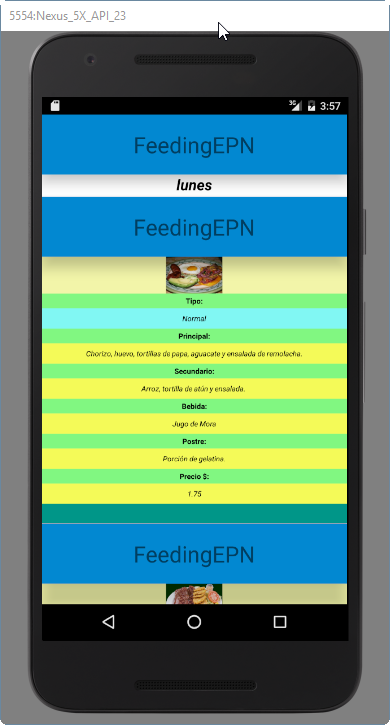 5554:Nexus_5X_API_23
3G 3:57
FeedingEPN
lunes
FeedingEPN
Tipo:
Normal
Principal:
Chorizo, huevo, tortillas de papa, aguacate y ensalada de remolacha.
Secundario:
Arroz, tortilla de atún y ensalada.
Bebida:
Jugo de Mora
Postre:
Porción de gelatina.
Precio $:
1.75
FeedingEPN